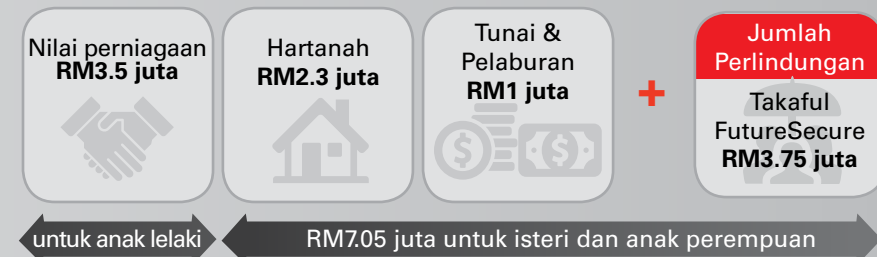 Nilai perniagaan
RM3.5 juta
Hartanah
RM2.3 juta
Tunai &
Pelaburan
RM1 juta
+
Jumlah
Perlindungan
Takaful
FutureSecure
RM3.75 juta
untuk anak lelaki
RM7.05 juta untuk isteri dan anak perempuan